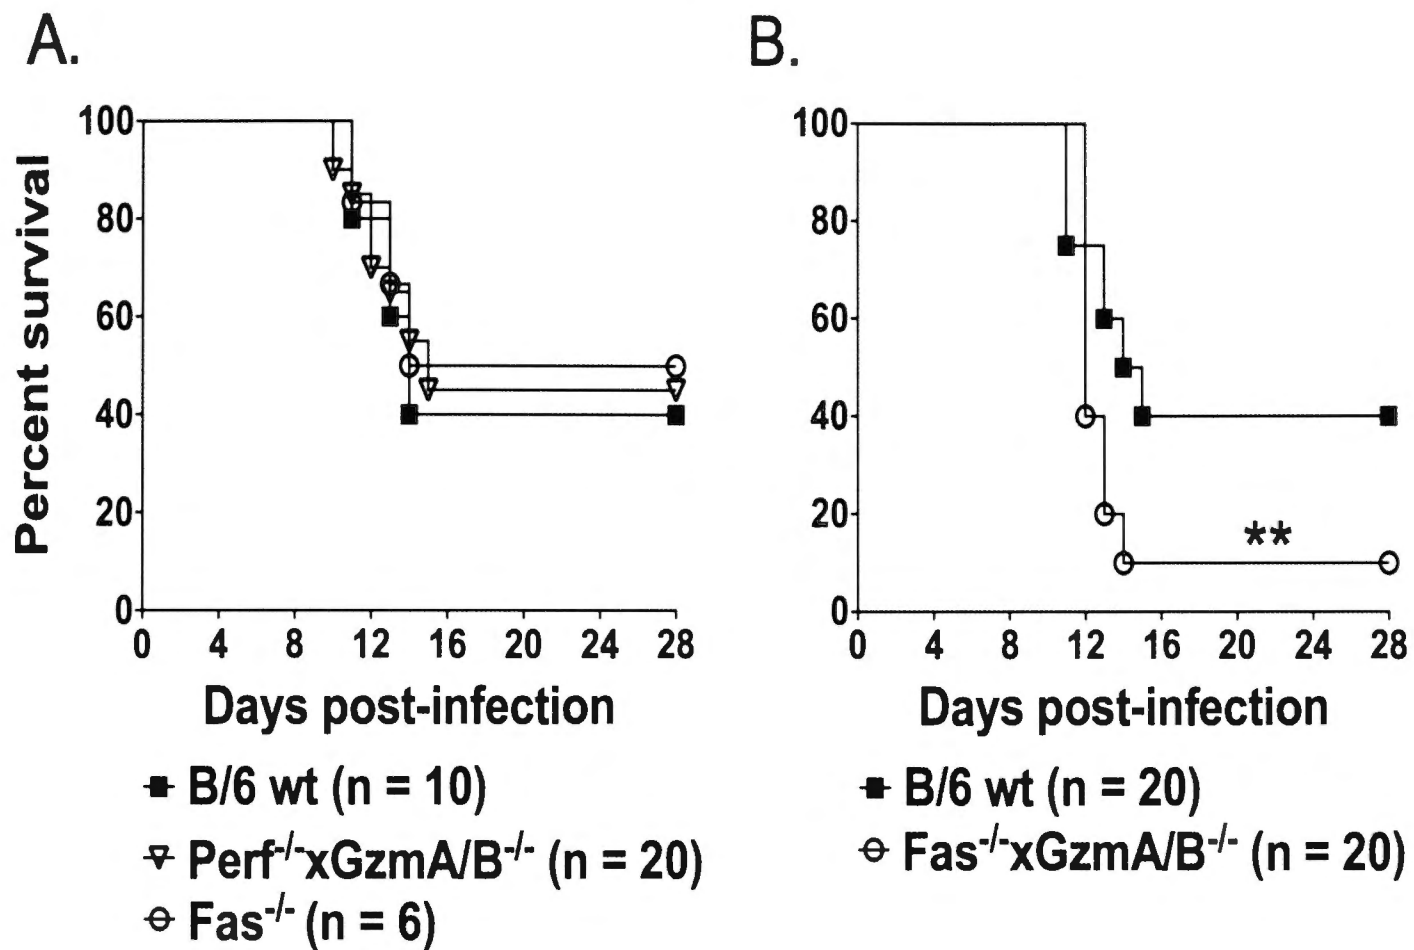 A.
Percent survival
100
80
60
40
20
0
0 4 8 12 16 20 24 28
Days post-infection
B/6 wt (n = 10)
Perf-/-xGzmA/B-/- (n = 20)
Fas-/- (n = 6)
B.
100
80
60
40
20
0
**
0 4 8 12 16 20 24 28
Days post-infection
B/6 wt (n = 20)
Fas-/-xGzmA/B-/- (n = 20)